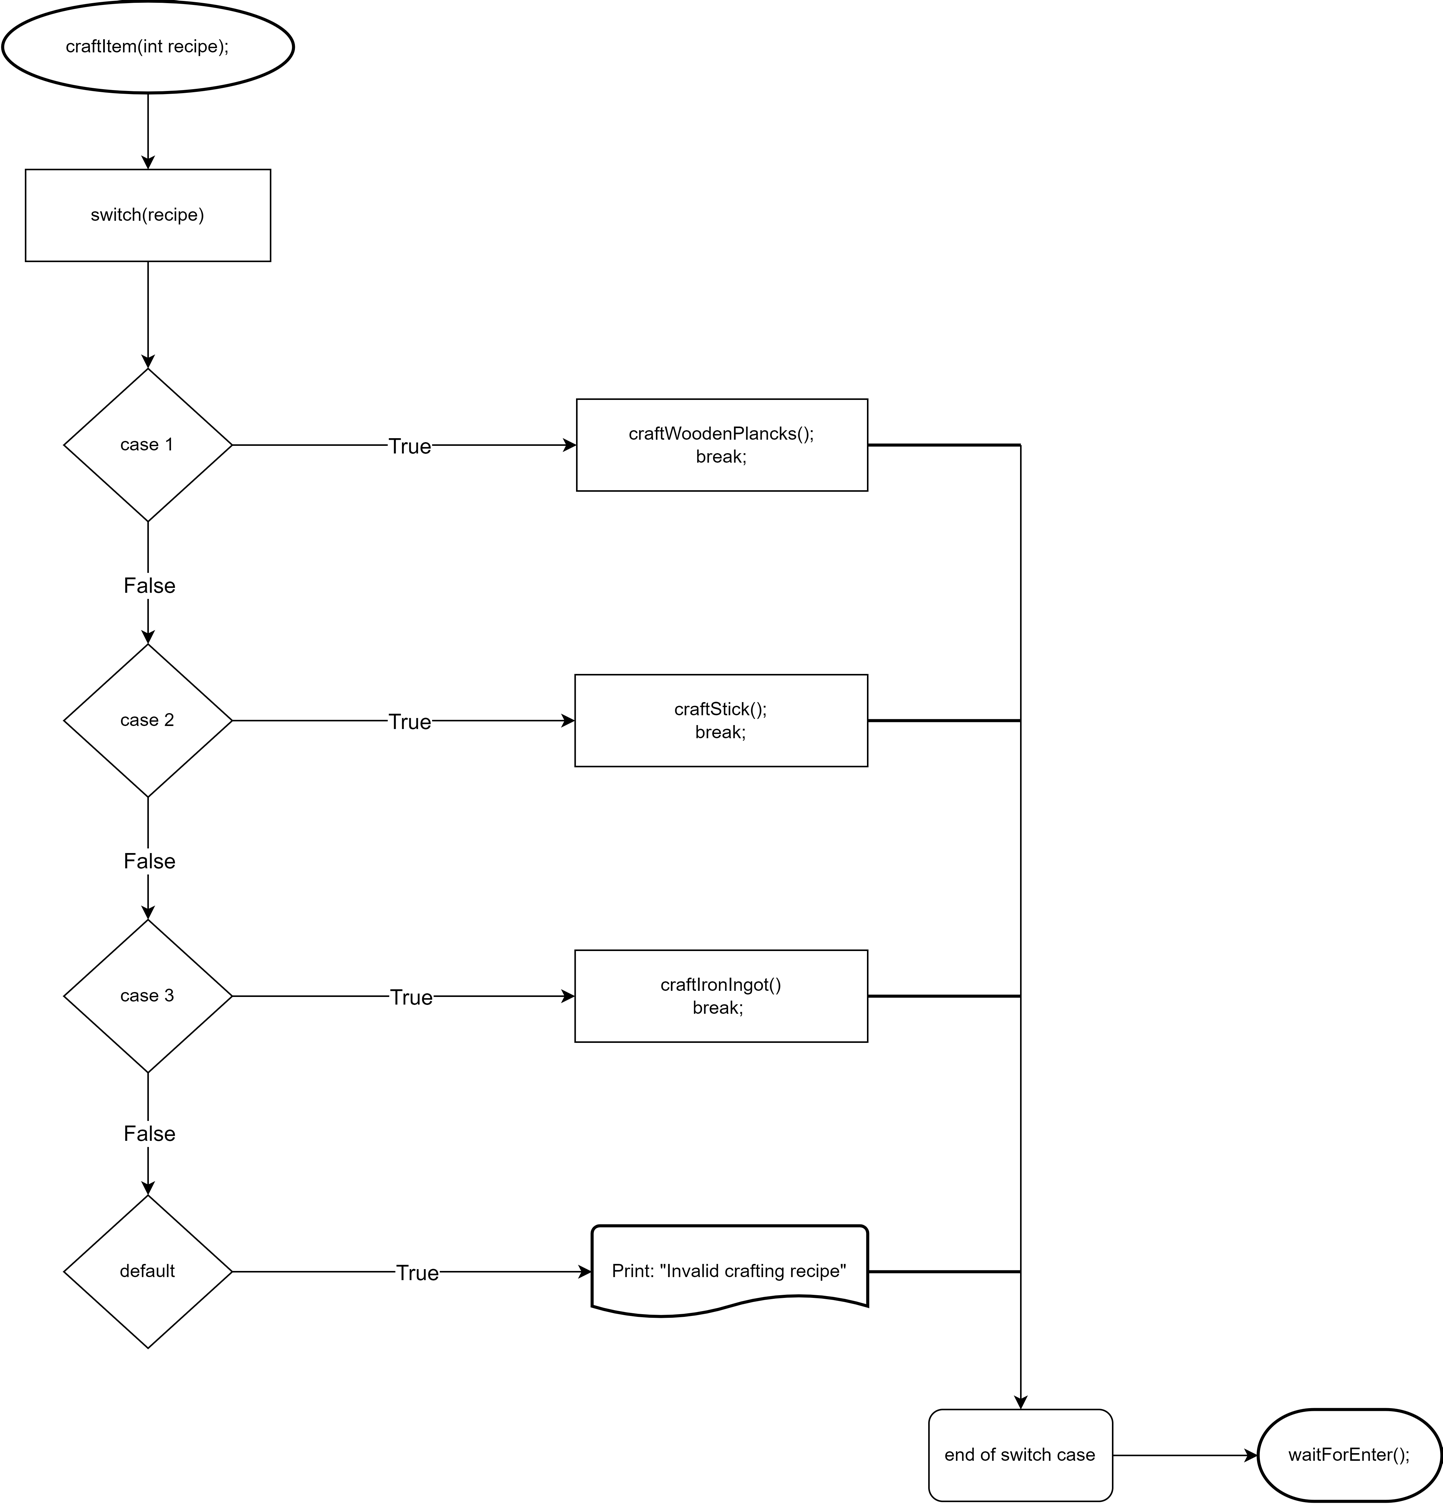 craftItem(int recipe);
switch(recipe)
case 1
True
craftWoodenPlancks();
break;
False
case 2
True
craftStick();
break;
False
case 3
True
craftIronIngot()
break;
False
default
True
Print: "Invalid crafting recipe"
end of switch case
waitForEnter();